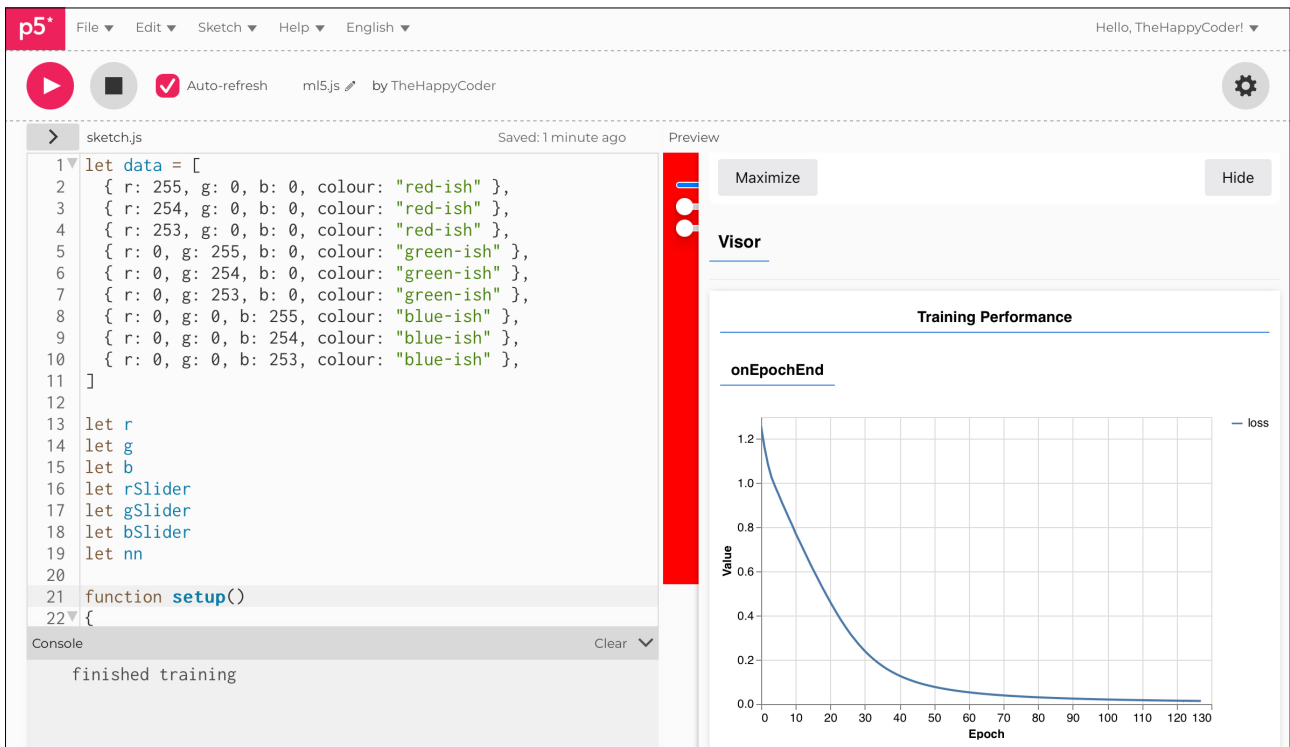 p5* File Edit Sketch Help English Hello, TheHappyCoder!
Auto-refresh ml5.js by TheHappyCoder
sketch.js Saved: 1 minute ago Preview
1 let data = [
2 { r: 255, g: 0, b: 0, colour: "red-ish" },
3 { r: 254, g: 0, b: 0, colour: "red-ish" },
4 { r: 253, g: 0, b: 0, colour: "red-ish" },
5 { r: 0, g: 255, b: 0, colour: "green-ish" },
6 { r: 0, g: 254, b: 0, colour: "green-ish" },
7 { r: 0, g: 253, b: 0, colour: "green-ish" },
8 { r: 0, g: 0, b: 255, colour: "blue-ish" },
9 { r: 0, g: 0, b: 254, colour: "blue-ish" },
10 { r: 0, g: 0, b: 253, colour: "blue-ish" },
11 ]
12
13 let r
14 let g
15 let b
16 let rSlider
17 let gSlider
18 let bSlider
19 let nn
20
21 function setup()
22 {
Console Clear
finished training
Maximize Hide
Visor
Training Performance
onEpochEnd
loss
Value
1.2
1.0
0.8
0.6
0.4
0.2
0.0
0 10 20 30 40 50 60 70 80 90 100 110 120 130
Epoch